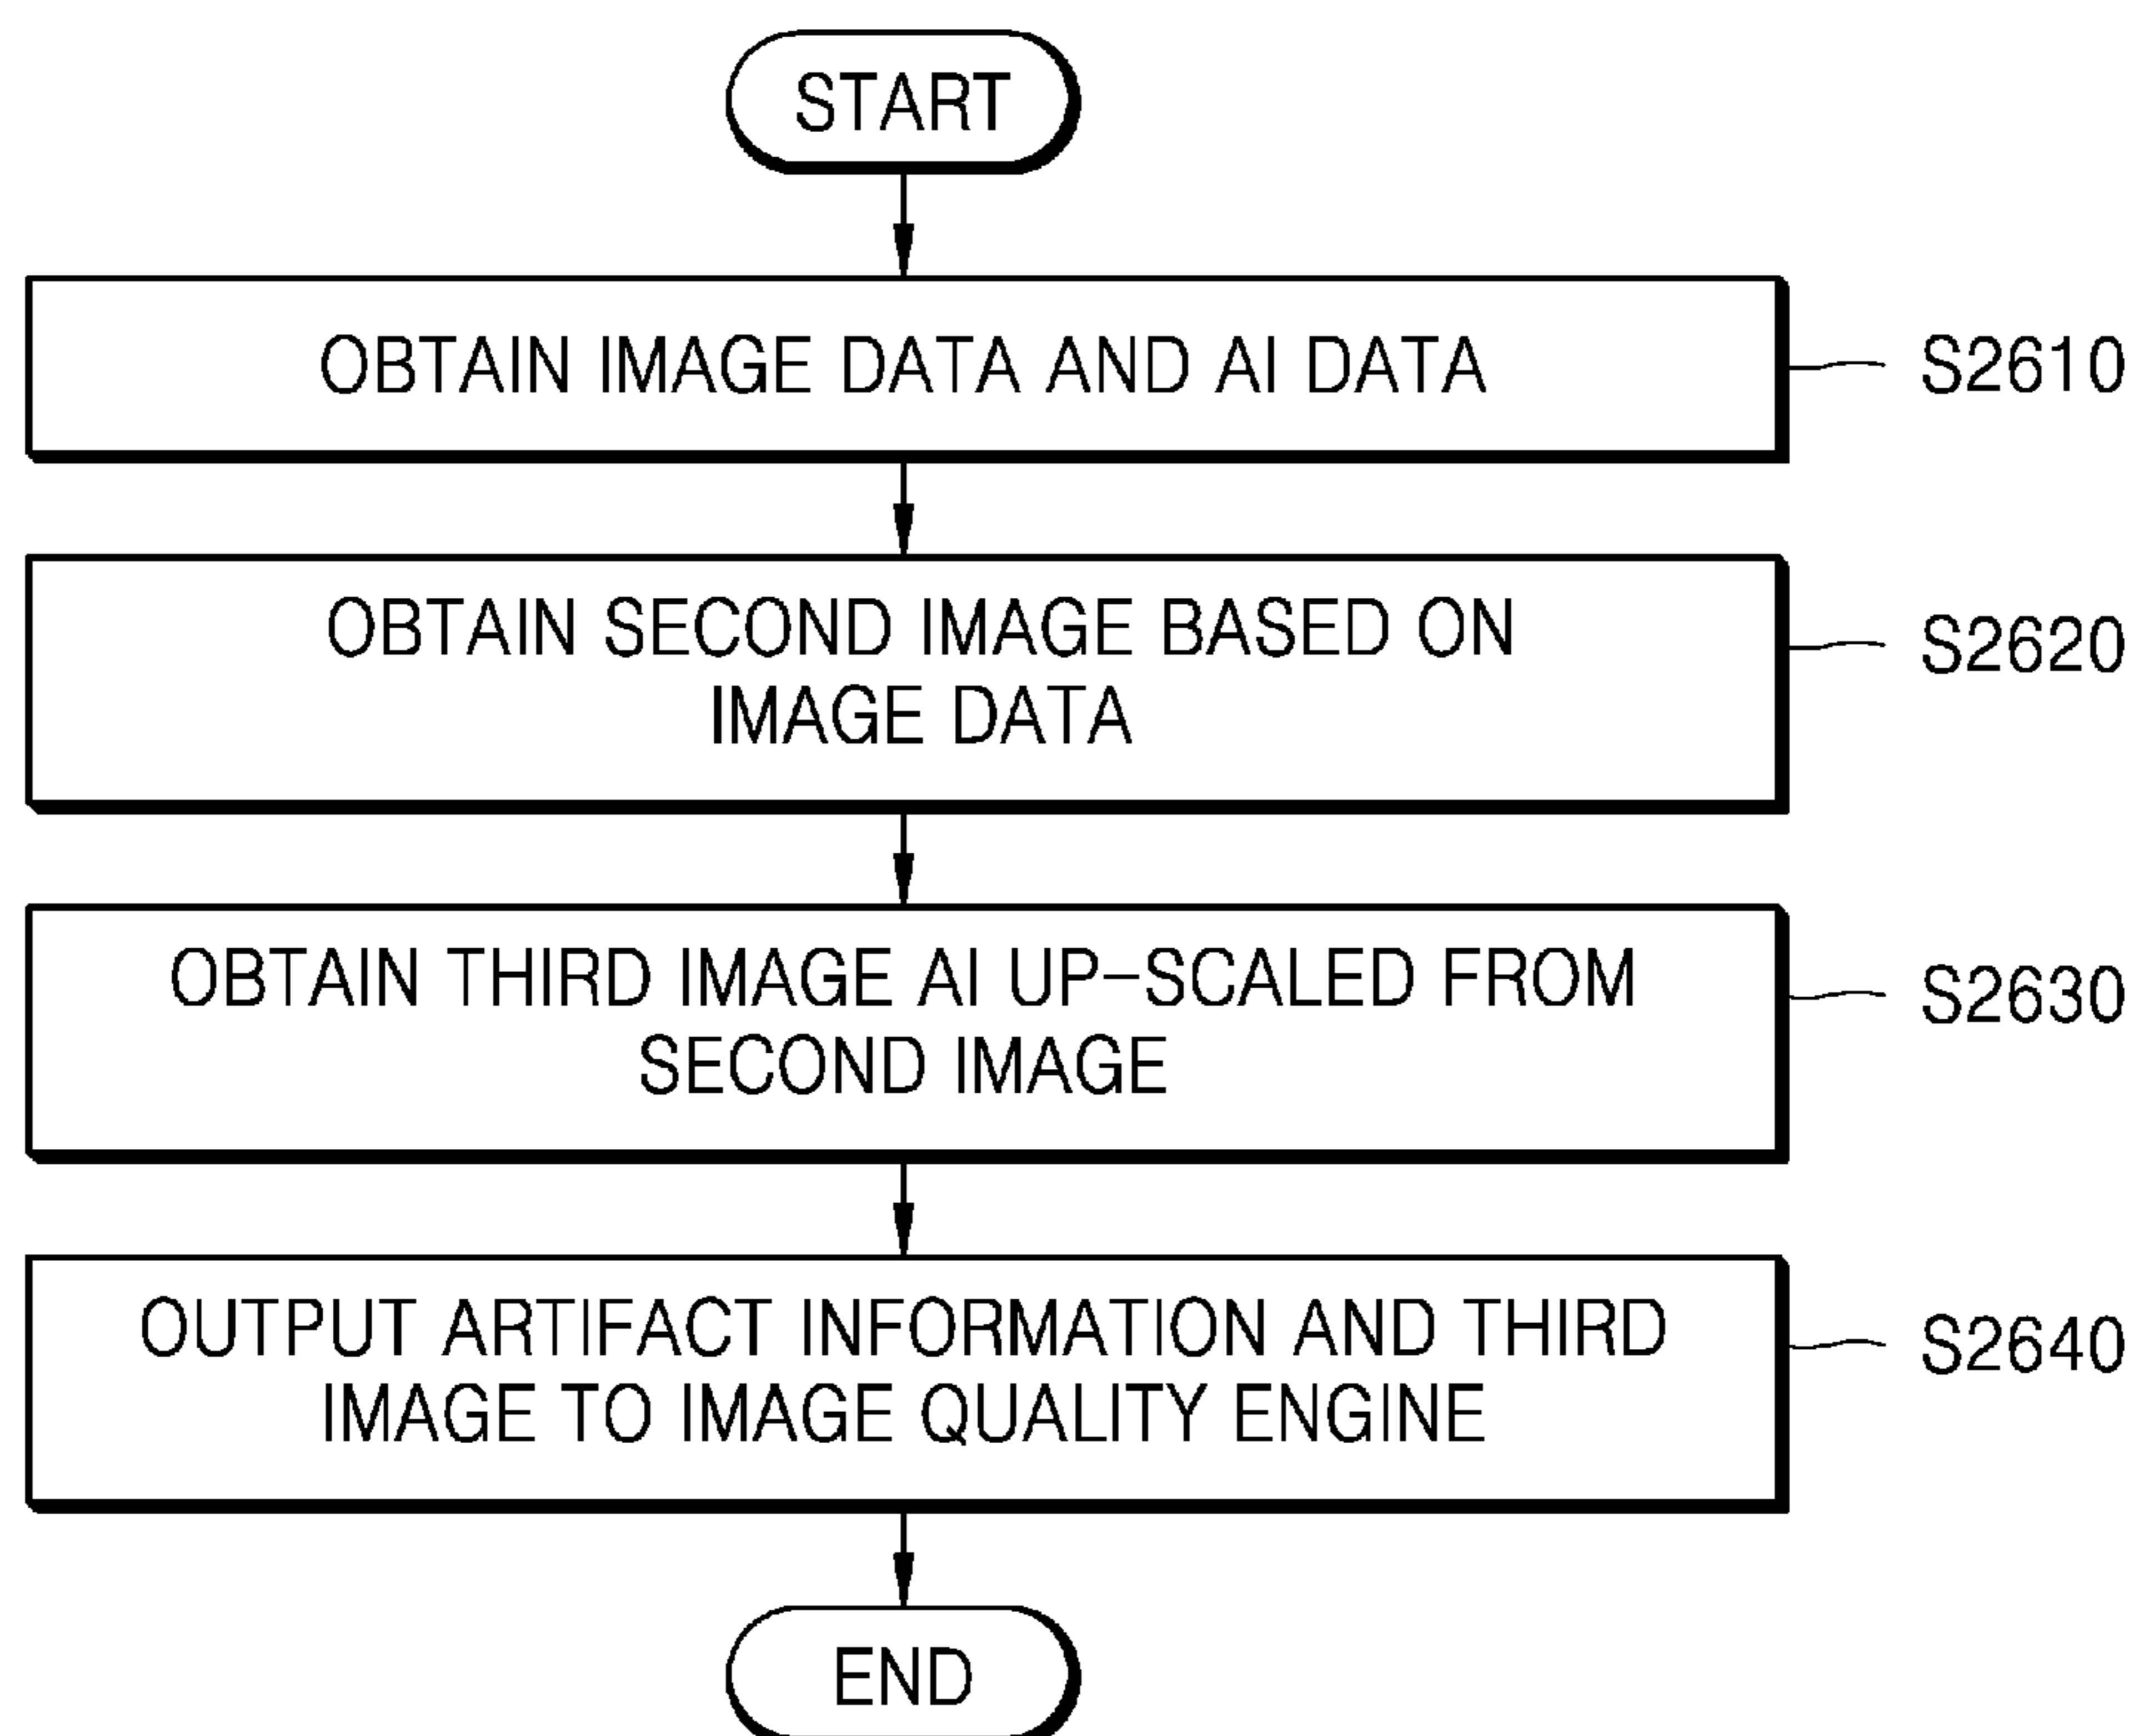 START
OBTAIN IMAGE DATA AND AI DATA
S2610
OBTAIN SECOND IMAGE BASED ON
IMAGE DATA
S2620
OBTAIN THIRD IMAGE AI UP-SCALED FROM
SECOND IMAGE
S2630
OUTPUT ARTIFACT INFORMATION AND THIRD
IMAGE TO IMAGE QUALITY ENGINE
S2640
END